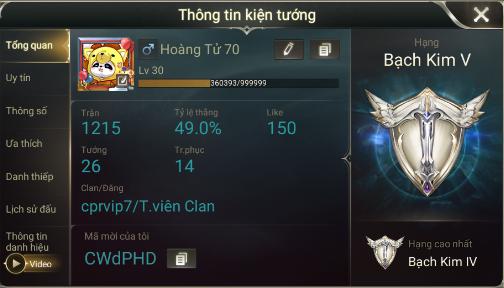 Thông tin kiện tướng
Tổng quan
Uy tín
Thông số
Ưa thích
Danh thiếp
Lịch sử đấu
Thông tin
danh hiệu
Video
Hoàng Tử 70
Lv 30
360393/999999
Trận
1215
Tỷ lệ thắng
49.0%
Like
150
Tướng
26
Tr.phục
14
Clan/Đảng
cprvip7/T.viên Clan
Mã mời của tôi
CWdPHD
Hạng
Bạch Kim V
Hạng cao nhất
Bạch Kim IV